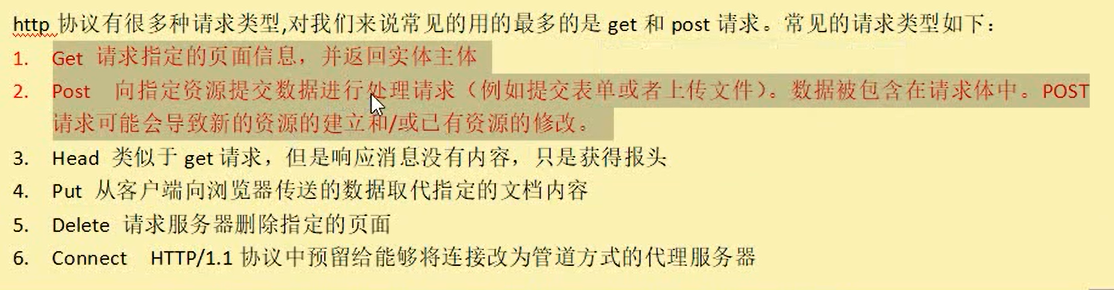 http 协议有很多种请求类型,对我们来说常见的用的最多的是 get 和 post 请求。常见的请求类型如下：
1. Get 请求指定的页面信息，并返回实体主体
2. Post 向指定资源提交数据进行处理请求（例如提交表单或者上传文件）。数据被包含在请求体中。POST
请求可能会导致新的资源的建立和/或已有资源的修改。
3. Head 类似于 get 请求，但是响应消息没有内容，只是获得报头
4. Put 从客户端向浏览器传送的数据取代指定的文档内容
5. Delete 请求服务器删除指定的页面
6. Connect HTTP/1.1 协议中预留给能够将连接改为管道方式的代理服务器